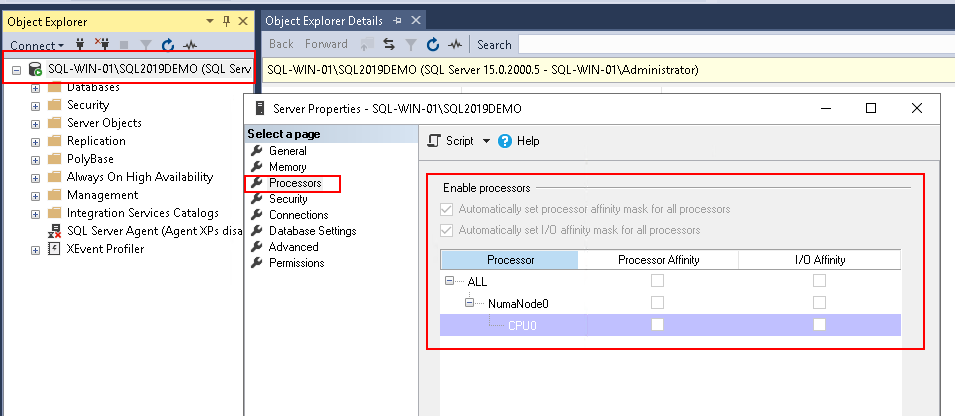 Object Explorer
Connect
SQL-WIN-01\SQL2019DEMO (SQL Serv
Databases
Security
Server Objects
Replication
PolyBase
Always On High Availability
Management
Integration Services Catalogs
SQL Server Agent (Agent XPs disa
XEvent Profiler
Object Explorer Details
Back Forward Search
SQL-WIN-01\SQL2019DEMO (SQL Server 15.0.2000.5 - SQL-WIN-01\Administrator)
Server Properties - SQL-WIN-01\SQL2019DEMO
Select a page
General
Memory
Processors
Security
Connections
Database Settings
Advanced
Permissions
Script Help
Enable processors
Automatically set processor affinity mask for all processors
Automatically set I/O affinity mask for all processors
Processor Processor Affinity I/O Affinity
ALL
NumaNode0
CPU0